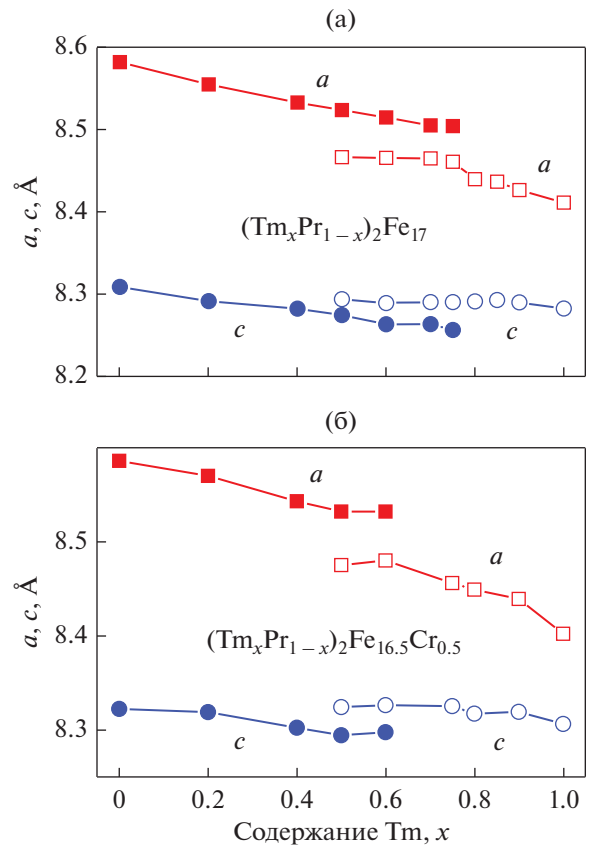 (а)
8.6
a
8.5
a
a, c, Å
8.4
(TmₓPr₁ ₋ ₓ)₂Fe₁₇
8.3
c
c
8.2
(б)
a
8.5
a
a, c, Å
8.4
(TmₓPr₁ ₋ ₓ)₂Fe₁₆.₅Cr₀.₅
8.3
c
c
0 0.2 0.4 0.6 0.8 1.0
Содержание Tm, x